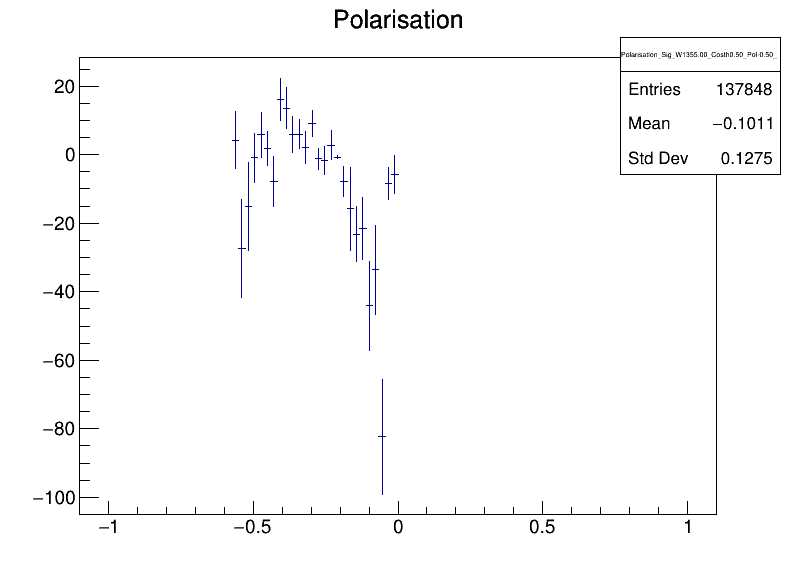 Polarisation
Polarisation_Sig_W1355.00_Costh0.50_Pol-0.50_
Entries 137848
Mean −0.1011
Std Dev 0.1275
20
0
−20
−40
−60
−80
−100
−1 −0.5 0 0.5 1